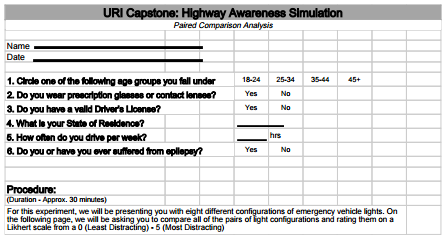 URI Capstone: Highway Awareness Simulation
Paired Comparison Analysis
Name
Date
1. Circle one of the following age groups you fall under 18-24 25-34 35-44 45+
2. Do you wear prescription glasses or contact lenses? Yes No
3. Do you have a valid Driver's License? Yes No
4. What is your State of Residence?
5. How often do you drive per week? hrs
6. Do you or have you ever suffered from epilepsy? Yes No
Procedure:
(Duration - Approx. 30 minutes)
For this experiment, we will be presenting you with eight different configurations of emergency vehicle lights. On
the following page, we will be asking you to compare all of the pairs of light configurations and rating them on a
Likhert scale from a 0 (Least Distracting) - 5 (Most Distracting)